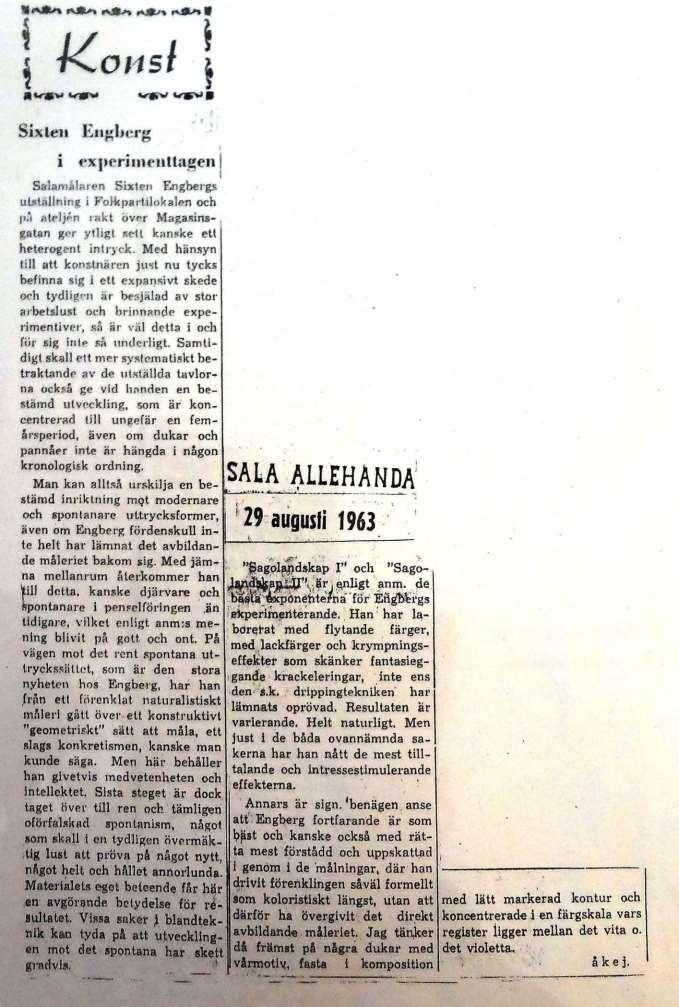 Konst
Sixten Engberg
i experimenttagen
Salamålaren Sixten Engbergs
utställning i Folkpartilokalen och
på ateljén rakt över Magasins-
gatan ger ytligt sett kanske ett
heterogent intryck. Med hänsyn
till att konstnären just nu tycks
befinna sig i ett expansivt skede
och tydligen är besjälad av stor
arbetslust och brinnande expe-
rimentiver, så är väl detta i och
för sig inte så underligt. Samti-
digt skall ett mer systematiskt be-
traktande av de utställda tavlor-
na också ge vid handen en be-
stämd utveckling, som är kon-
centrerad till ungefär en fem-
årsperiod, även om dukar och
pannåer inte är hängda i någon
kronologisk ordning.
Man kan alltså urskilja en be-
stämd inriktning mot modernare
och spontanare uttrycksformer,
även om Engberg fördenskull in-
te helt har lämnat det avbildan-
de måleriet bakom sig. Med jäm-
na mellanrum återkommer han
till detta, kanske djärvare och
spontanare i penselföringen än
tidigare, vilket enligt anm:s me-
ning blivit på gott och ont. På
vägen mot det rent spontana ut-
tryckssättet, som är den stora
nyheten hos Engberg, har han
från ett förenklat naturalistiskt
måleri gått över ett konstruktivt
"geometriskt" sätt att måla, ett
slags konkretismen, kanske man
kunde säga. Men här behåller
han givetvis medvetenheten och
intellektet. Sista steget är dock
taget över till ren och tämligen
oförfalskad spontanism, något
som skall i en tydligen övermäk-
tig lust att pröva på något nytt,
något helt och hållet annorlunda.
Materialets eget beteende får här
en avgörande betydelse för re-
sultatet. Vissa saker i blandtek-
nik kan tyda på att utveckling-
en mot det spontana har skett
gradvis.
SALA ALLEHANDA
29 augusti 1963
"Sagolandskap I" och "Sago-
landskap II" är enligt anm. de
bästa exponenterna för Engbergs
experimenterande. Han har la-
borerat med flytande färger,
med lackfärger och krympnings-
effekter som skänker fantasieg-
gande krackeleringar, inte ens
den s.k. drippingtekniken har
lämnats oprövad. Resultaten är
varierande. Helt naturligt. Men
just i de båda ovannämnda sa-
kerna har han nått de mest till-
talande och intressestimulerande
effekterna.
Annars är sign. benägen anse
att Engberg fortfarande är som
bäst och kanske också med rät-
ta mest förstådd och uppskattad
i genom i de målningar, där han
drivit förenklingen såväl formellt
som koloristiskt längst, utan att
därför ha övergivit det direkt
avbildande måleriet. Jag tänker
då främst på några dukar med
vårmotiv, fasta i komposition
med lätt markerad kontur och
koncentrerade i en färgskala vars
register ligger mellan det vita o.
det violetta.
åkej.